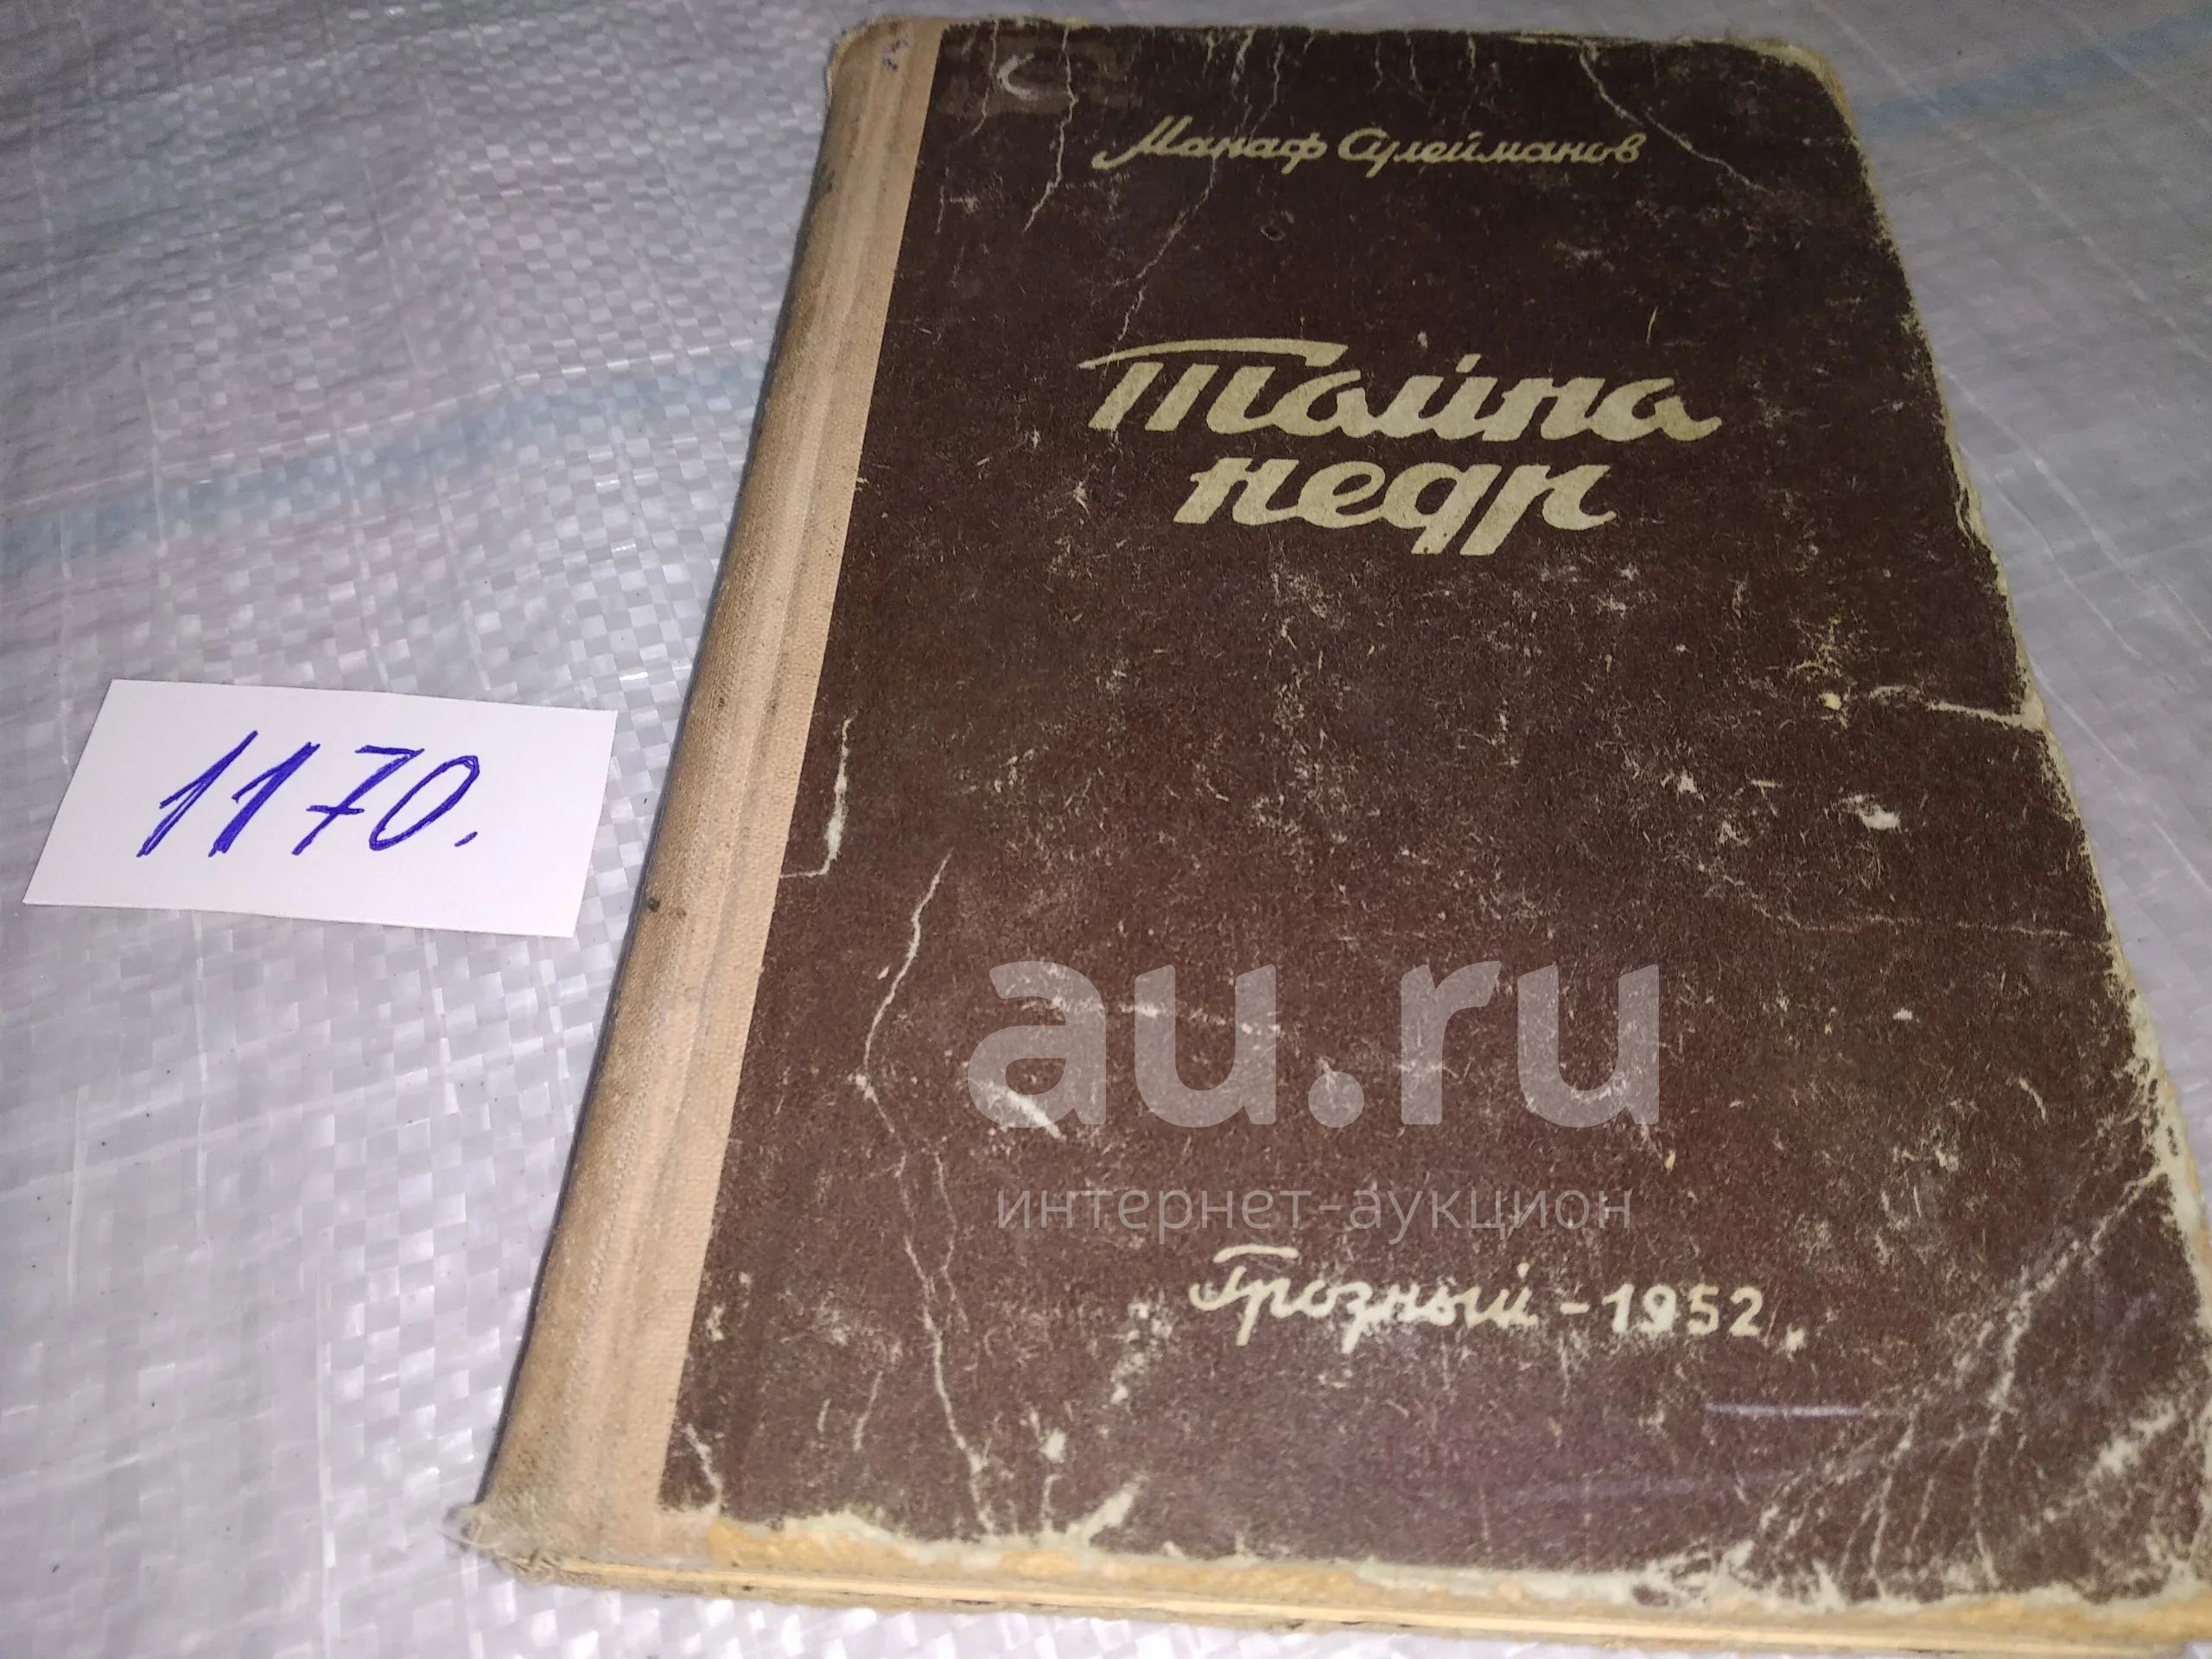 Манаф Сулейманов
Тайна
недр
1170.
au.ru
интернет-аукцион
Грозный - 1952.